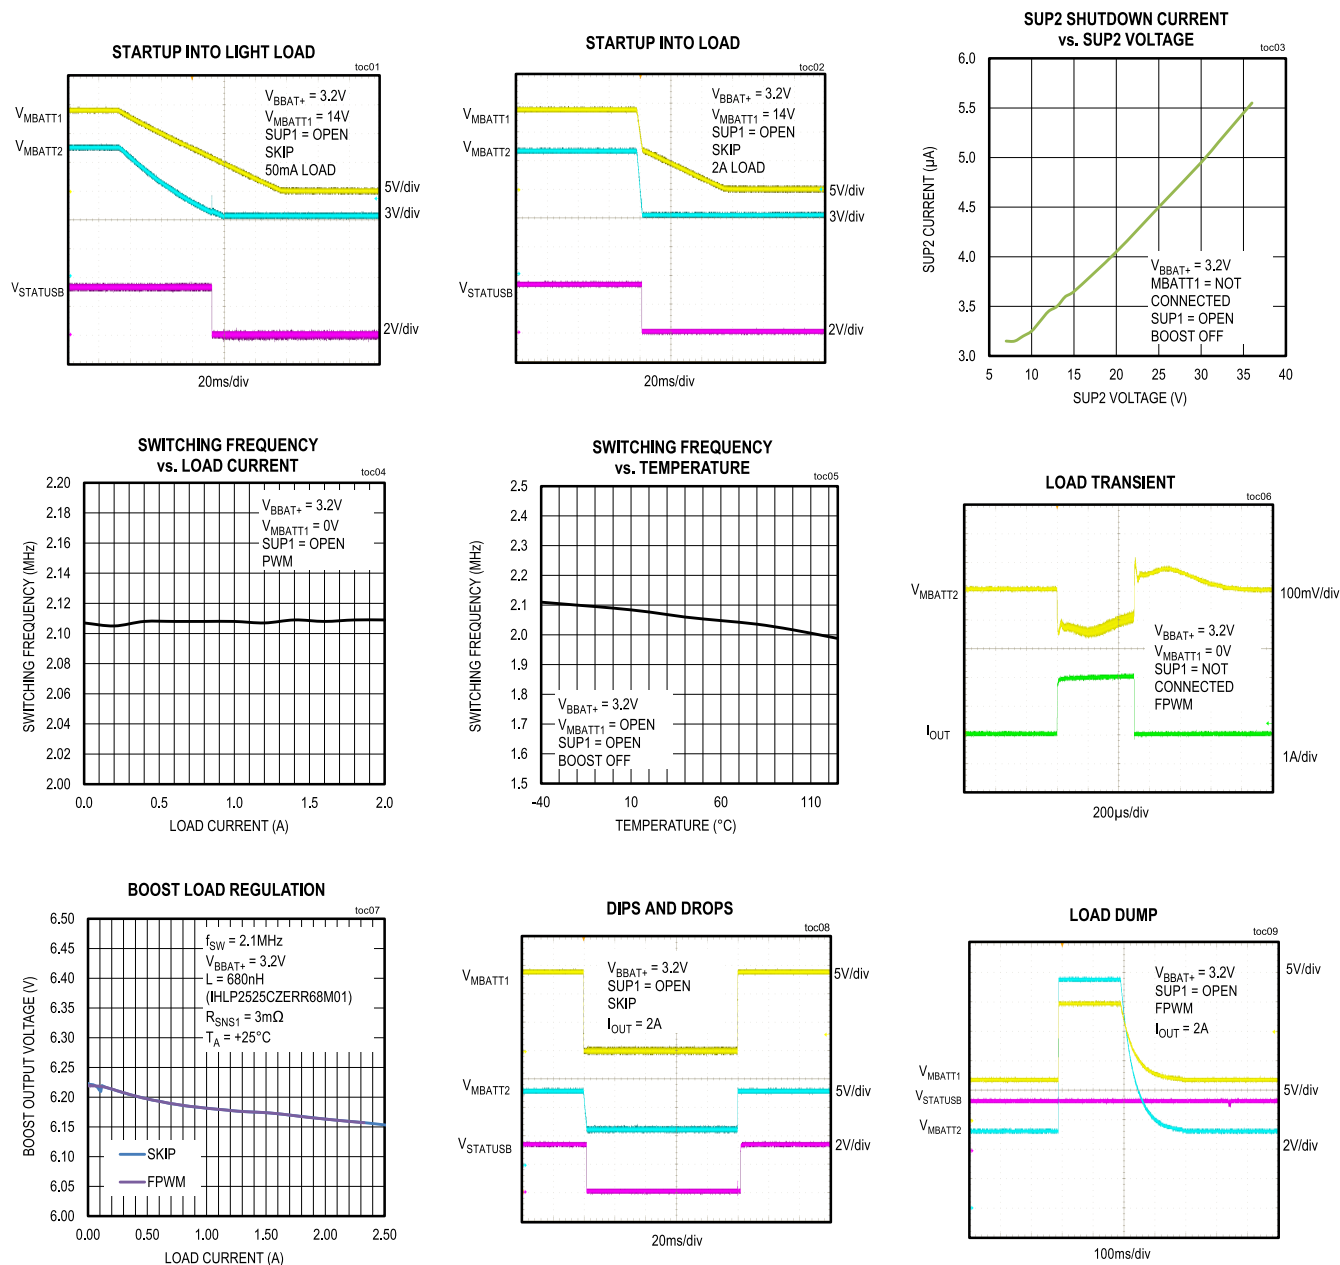 STARTUP INTO LIGHT LOAD
toc01
VMBATT1
VMBATT2
VSTATUSB
VBBAT+ = 3.2V
VMBATT1 = 14V
SUP1 = OPEN
SKIP
50mA LOAD
5V/div
3V/div
2V/div
20ms/div
STARTUP INTO LOAD
toc02
VMBATT1
VMBATT2
VSTATUSB
VBBAT+ = 3.2V
VMBATT1 = 14V
SUP1 = OPEN
SKIP
2A LOAD
5V/div
3V/div
2V/div
20ms/div
SUP2 SHUTDOWN CURRENT
vs. SUP2 VOLTAGE
toc03
SUP2 CURRENT (µA)
6.0
5.5
5.0
4.5
4.0
3.5
3.0
VBBAT+ = 3.2V
MBATT1 = NOT
CONNECTED
SUP1 = OPEN
BOOST OFF
5 10 15 20 25 30 35 40
SUP2 VOLTAGE (V)
SWITCHING FREQUENCY
vs. LOAD CURRENT
toc04
SWITCHING FREQUENCY (MHz)
2.20
2.18
2.16
2.14
2.12
2.10
2.08
2.06
2.04
2.02
2.00
VBBAT+ = 3.2V
VMBATT1 = 0V
SUP1 = OPEN
PWM
0.0 0.5 1.0 1.5 2.0
LOAD CURRENT (A)
SWITCHING FREQUENCY
vs. TEMPERATURE
toc05
SWITCHING FREQUENCY (MHz)
2.5
2.4
2.3
2.2
2.1
2.0
1.9
1.8
1.7
1.6
1.5
VBBAT+ = 3.2V
VMBATT1 = OPEN
SUP1 = OPEN
BOOST OFF
-40 10 60 110
TEMPERATURE (°C)
LOAD TRANSIENT
toc06
VMBATT2
IOUT
VBBAT+ = 3.2V
VMBATT1 = 0V
SUP1 = NOT
CONNECTED
FPWM
100mV/div
1A/div
200µs/div
BOOST LOAD REGULATION
toc07
BOOST OUTPUT VOLTAGE (V)
6.50
6.45
6.40
6.35
6.30
6.25
6.20
6.15
6.10
6.05
6.00
fSW = 2.1MHz
VBBAT+ = 3.2V
L = 680nH
(IHLP2525CZERR68M01)
RSNS1 = 3mΩ
TA = +25°C
SKIP
FPWM
0.00 0.50 1.00 1.50 2.00 2.50
LOAD CURRENT (A)
DIPS AND DROPS
toc08
VMBATT1
VMBATT2
VSTATUSB
VBBAT+ = 3.2V
SUP1 = OPEN
SKIP
IOUT = 2A
5V/div
5V/div
2V/div
20ms/div
LOAD DUMP
toc09
VBBAT+ = 3.2V
SUP1 = OPEN
FPWM
IOUT = 2A
VMBATT1
VSTATUSB
VMBATT2
5V/div
5V/div
2V/div
100ms/div